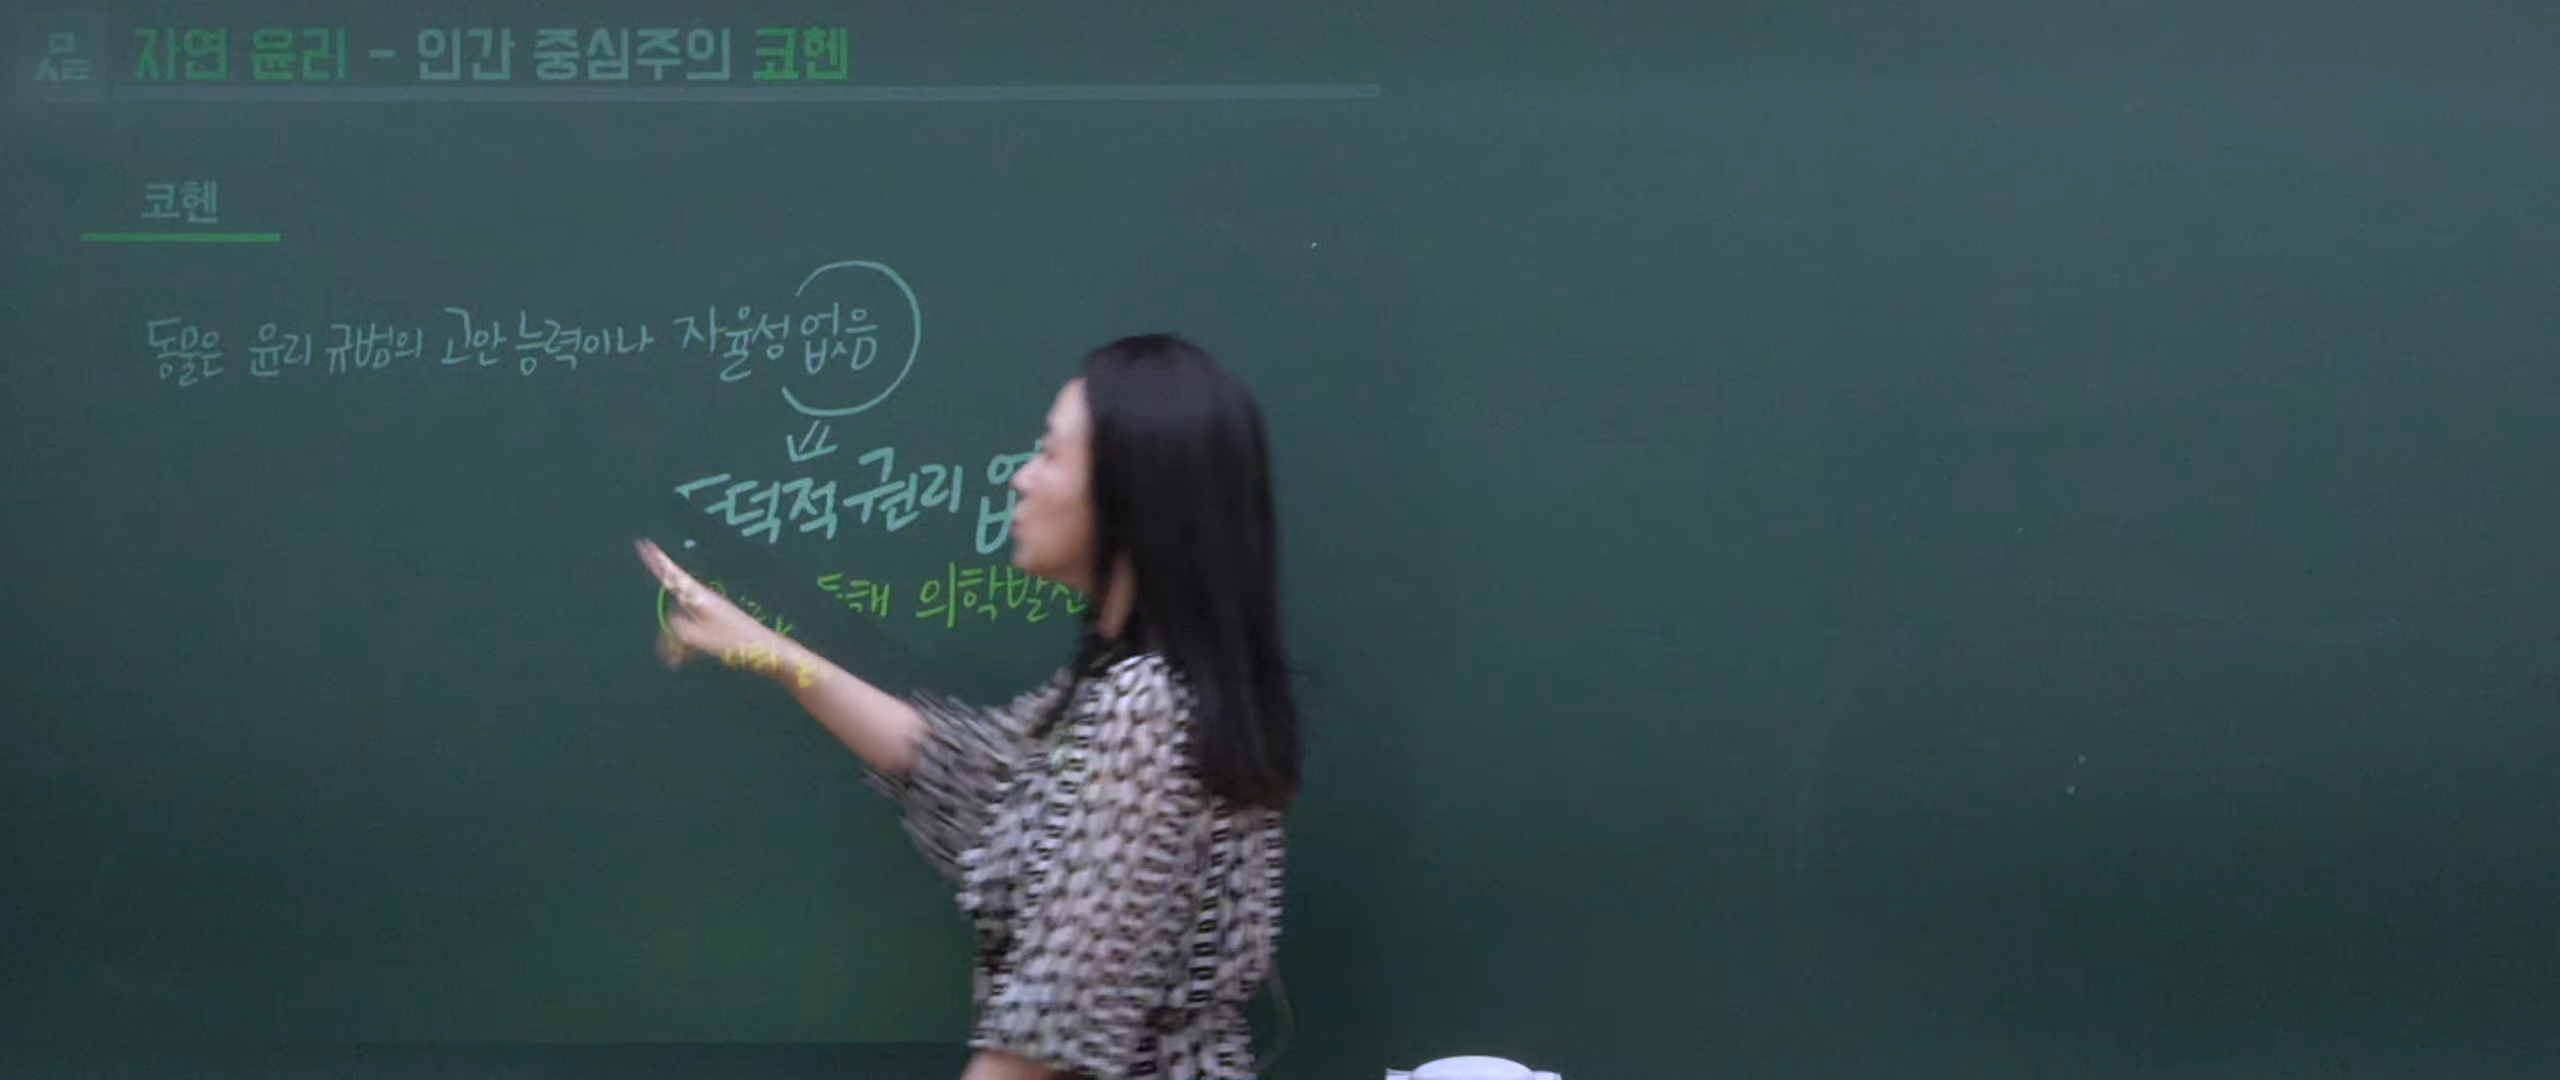 자연 윤리 - 인간 중심주의 코헨
코헨
동물은 윤리 규범의 고안 능력이나 자율성 없음
덕적 권리
의학발